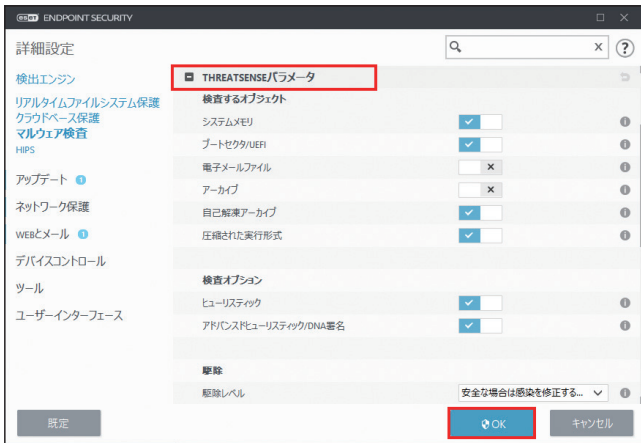 eset ENDPOINT SECURITY
詳細設定
検出エンジン
リアルタイムファイルシステム保護
クラウドベース保護
マルウェア検査
HIPS
アップデート 1
ネットワーク保護
WEBとメール 1
デバイスコントロール
ツール
ユーザーインターフェース
THREATSENSEパラメータ
検査するオブジェクト
システムメモリ
ブートセクタ/UEFI
電子メールファイル
アーカイブ
自己解凍アーカイブ
圧縮された実行形式
検査オプション
ヒューリスティック
アドバンスドヒューリスティック/DNA署名
駆除
駆除レベル 安全な場合は感染を修正する...
既定 OK キャンセル